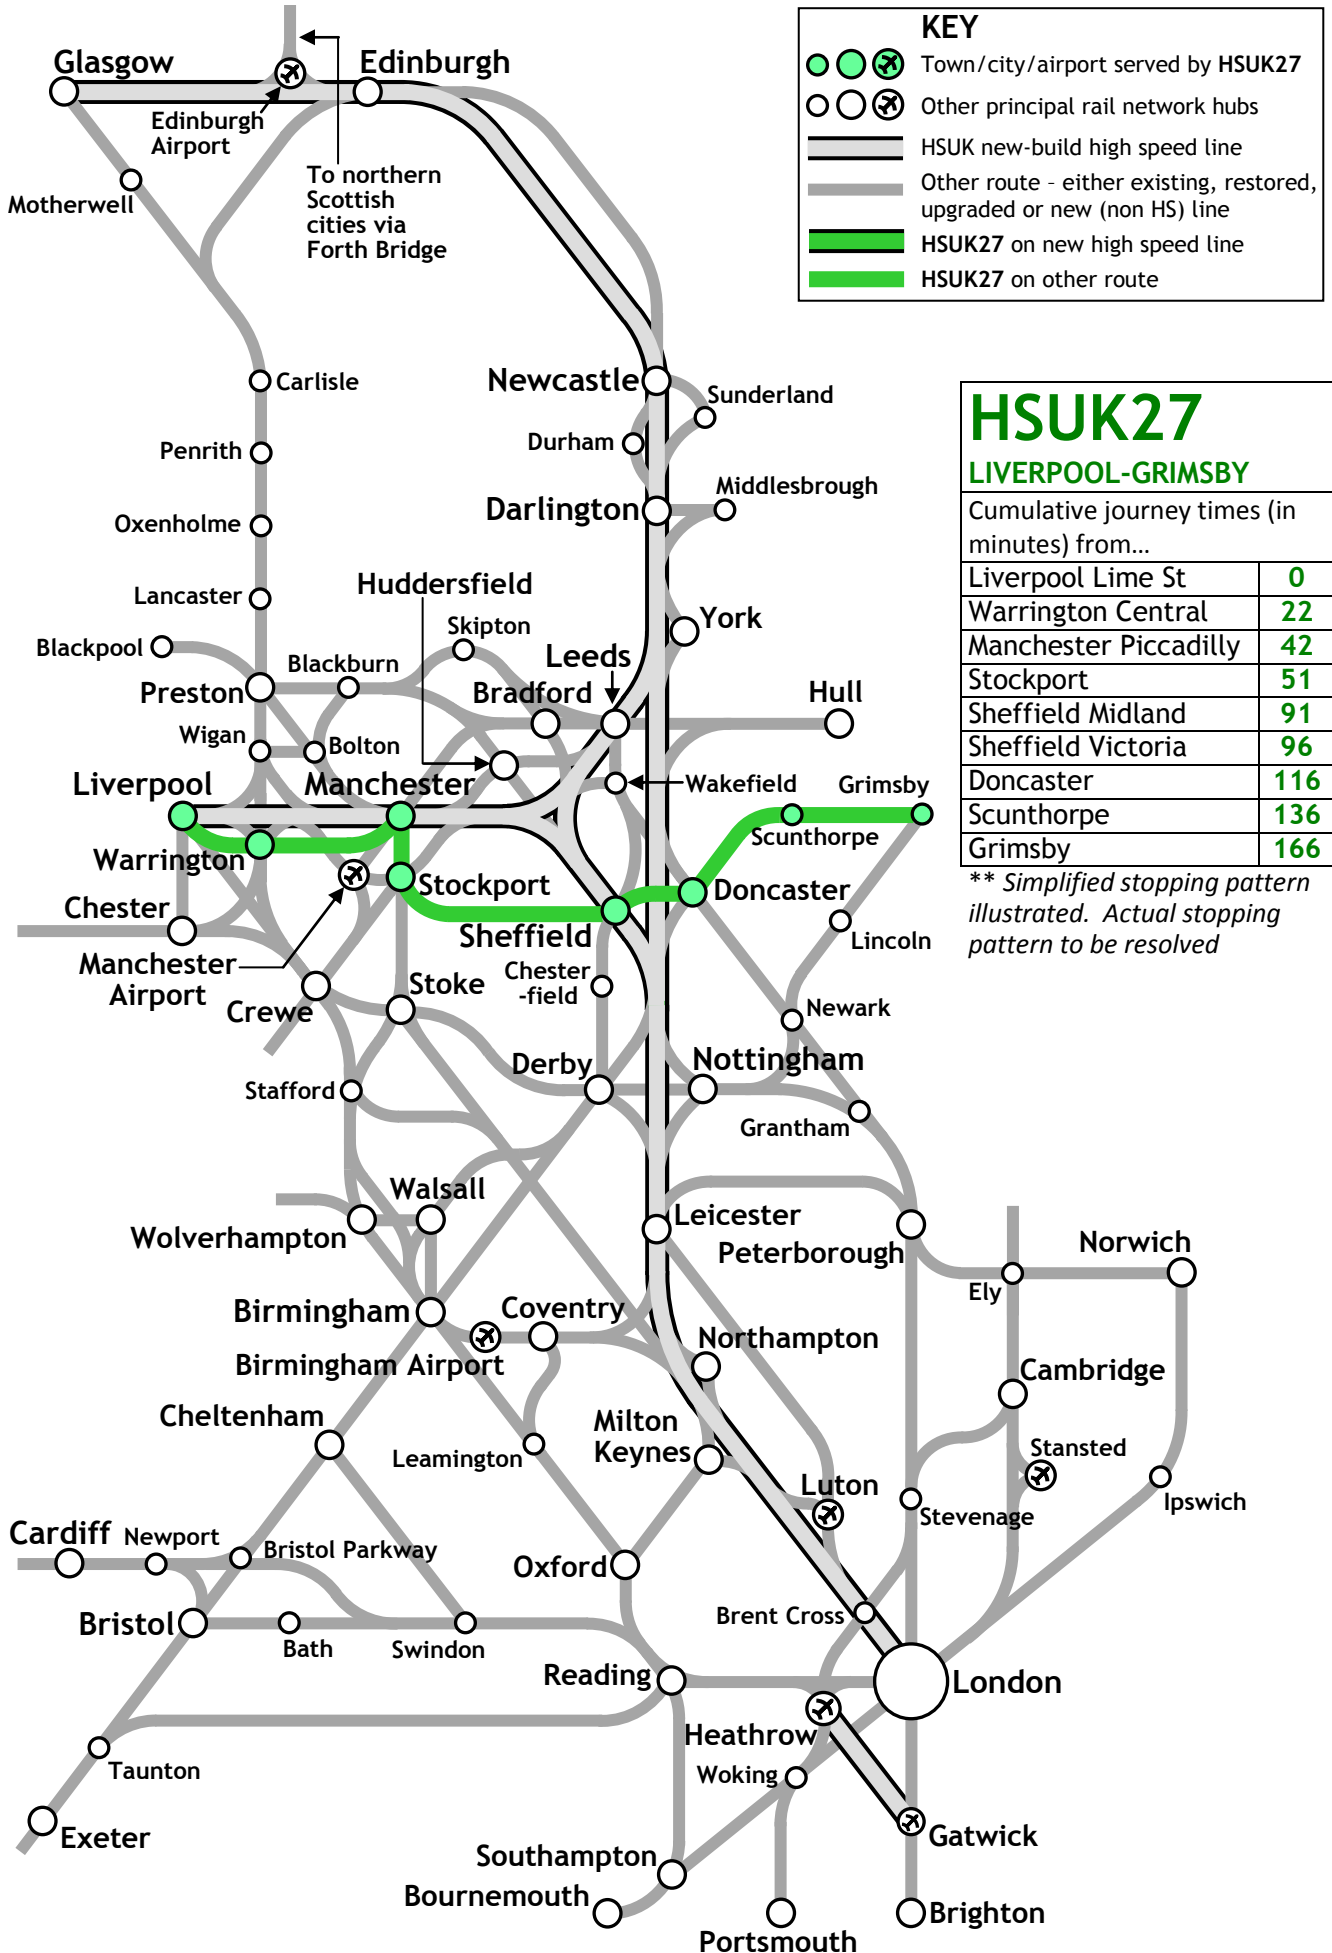 KEY
Town/city/airport served by HSUK27
Other principal rail network hubs
HSUK new-build high speed line
Other route – either existing, restored,
upgraded or new (non HS) line
HSUK27 on new high speed line
HSUK27 on other route
Glasgow
Edinburgh
Edinburgh
Airport
To northern
Scottish
cities via
Forth Bridge
Motherwell
Carlisle
Newcastle
Sunderland
Durham
Penrith
Middlesbrough
Darlington
Oxenholme
Huddersfield
Lancaster
Skipton
York
Blackpool
Blackburn
Leeds
Preston
Bradford
Hull
Wigan
Bolton
Liverpool
Manchester
Wakefield
Grimsby
Scunthorpe
Warrington
Stockport
Doncaster
Chester
Sheffield
Lincoln
Manchester
Airport
Chester
-field
Crewe
Stoke
Newark
Derby
Nottingham
Stafford
Grantham
Walsall
Wolverhampton
Leicester
Peterborough
Norwich
Ely
Birmingham
Coventry
Birmingham Airport
Northampton
Cambridge
Cheltenham
Milton
Keynes
Leamington
Stansted
Luton
Ipswich
Stevenage
Cardiff
Newport
Bristol Parkway
Oxford
Bristol
Bath
Swindon
Brent Cross
Reading
London
Heathrow
Woking
Taunton
Exeter
Gatwick
Southampton
Bournemouth
Portsmouth
Brighton
HSUK27
LIVERPOOL-GRIMSBY
Cumulative journey times (in
minutes) from…
Liverpool Lime St 0
Warrington Central 22
Manchester Piccadilly 42
Stockport 51
Sheffield Midland 91
Sheffield Victoria 96
Doncaster 116
Scunthorpe 136
Grimsby 166
** Simplified stopping pattern
illustrated. Actual stopping
pattern to be resolved